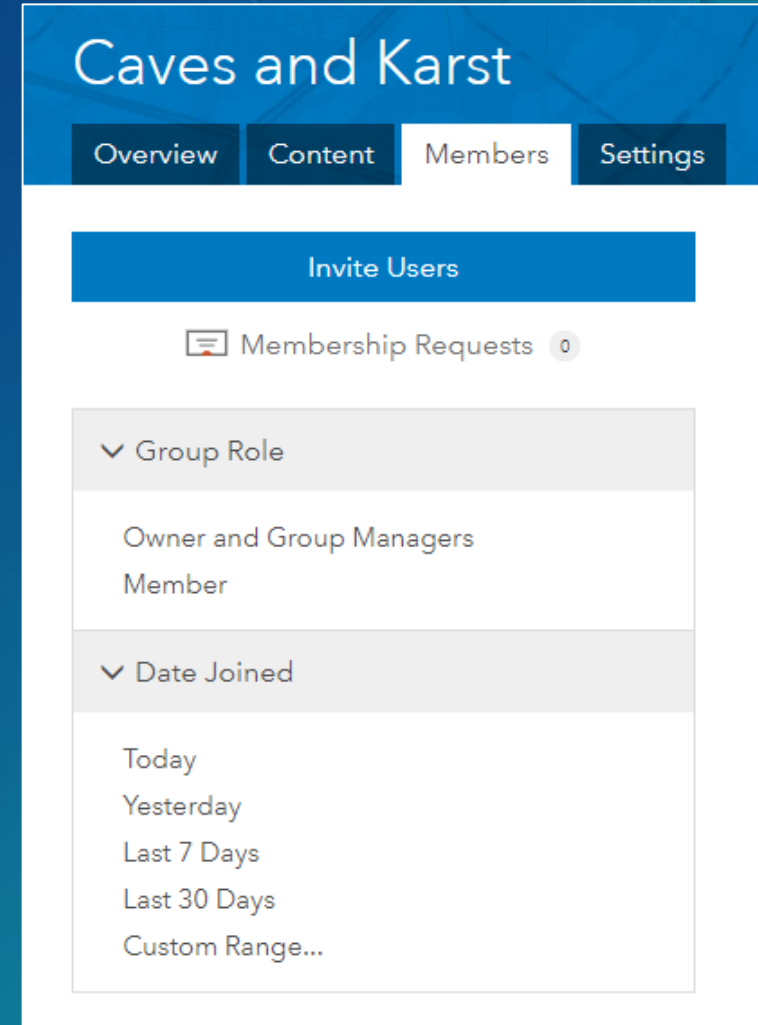 Caves and Karst
Overview Content Members Settings
Invite Users
Membership Requests 0
Group Role
Owner and Group Managers
Member
Date Joined
Today
Yesterday
Last 7 Days
Last 30 Days
Custom Range...